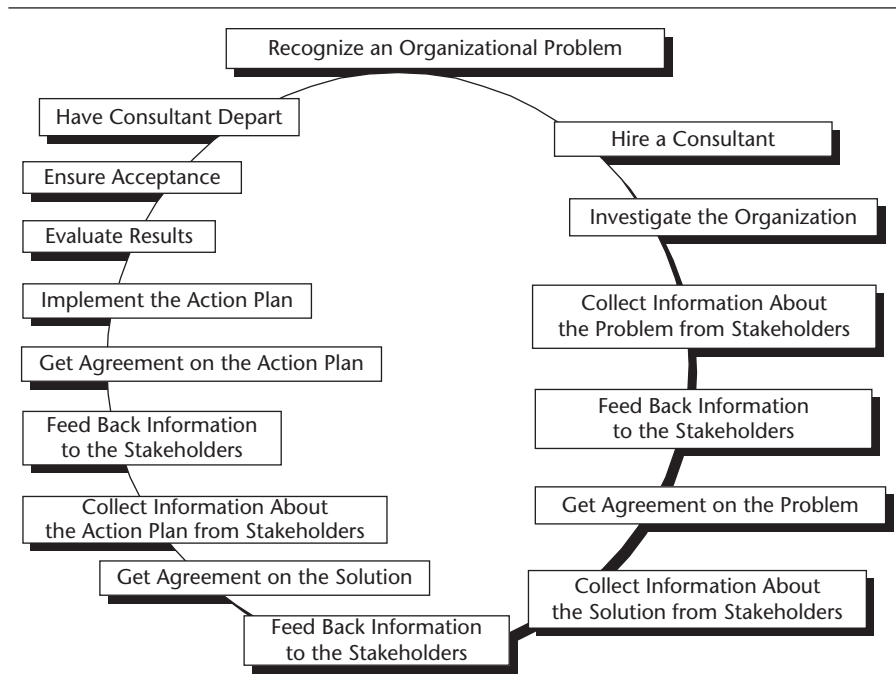 Recognize an Organizational Problem
Hire a Consultant
Investigate the Organization
Collect Information About
the Problem from Stakeholders
Feed Back Information
to the Stakeholders
Get Agreement on the Problem
Collect Information About
the Solution from Stakeholders
Feed Back Information
to the Stakeholders
Get Agreement on the Solution
Collect Information About
the Action Plan from Stakeholders
Feed Back Information
to the Stakeholders
Get Agreement on the Action Plan
Implement the Action Plan
Evaluate Results
Ensure Acceptance
Have Consultant Depart